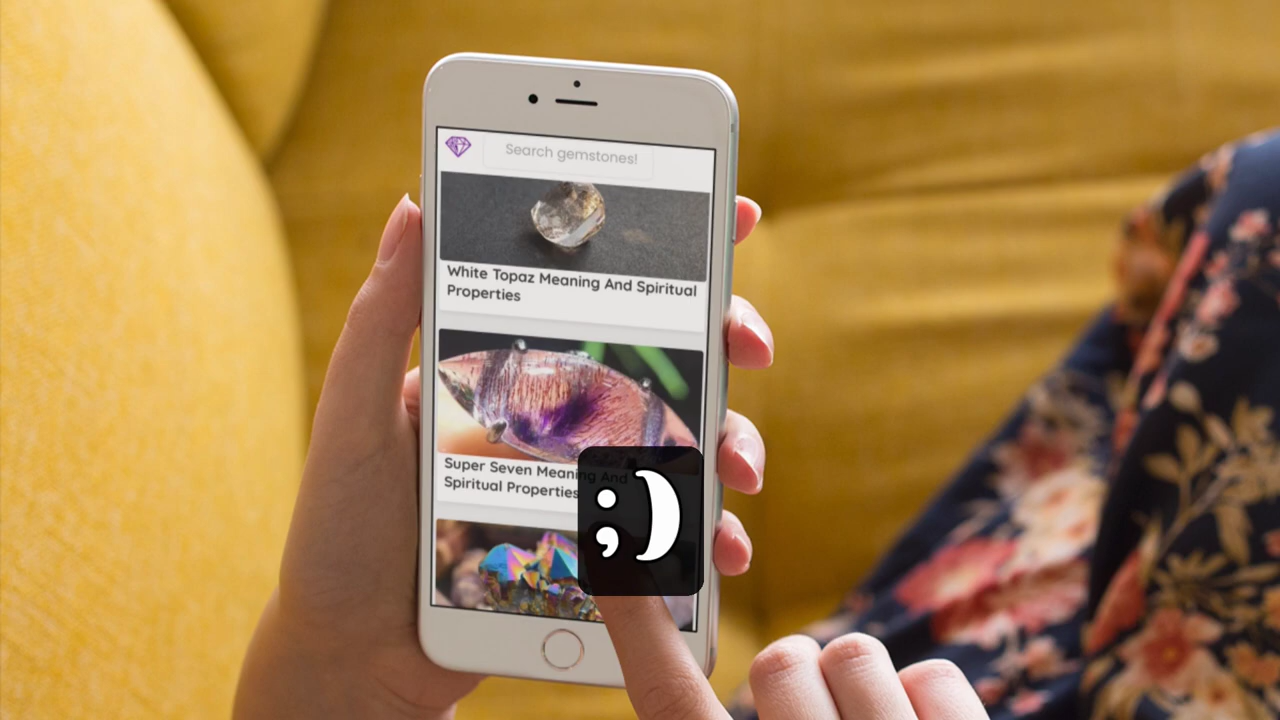 Search gemstones!
White Topaz Meaning And Spiritual
Properties
Super Seven Meaning And
Spiritual Properties
;)